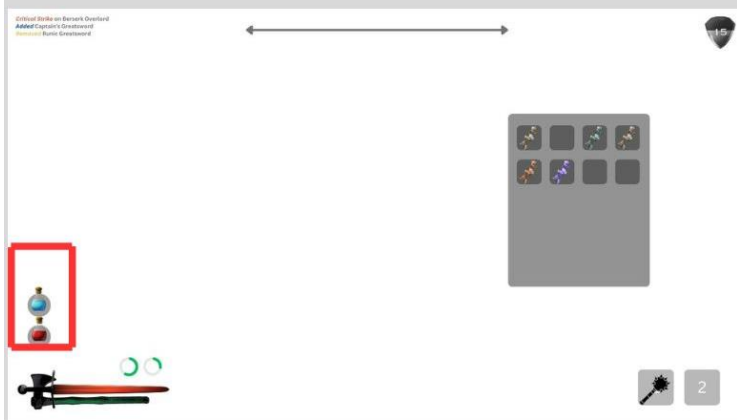 Critical Strike on Berserk Overlord
Added Captain's Greatsword
Removed Runic Greatsword
15
2